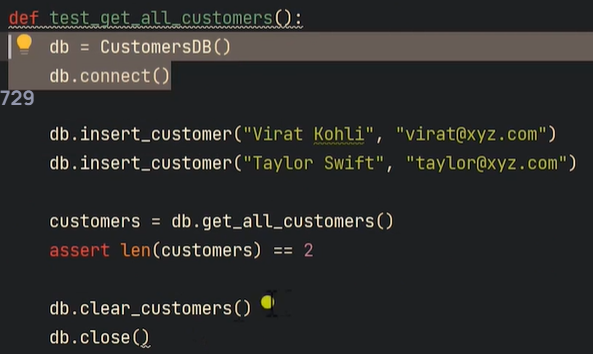 def test_get_all_customers():
db = CustomersDB()
db.connect()
729
db.insert_customer("Virat Kohli", "virat@xyz.com")
db.insert_customer("Taylor Swift", "taylor@xyz.com")
customers = db.get_all_customers()
assert len(customers) == 2
db.clear_customers()
db.close()